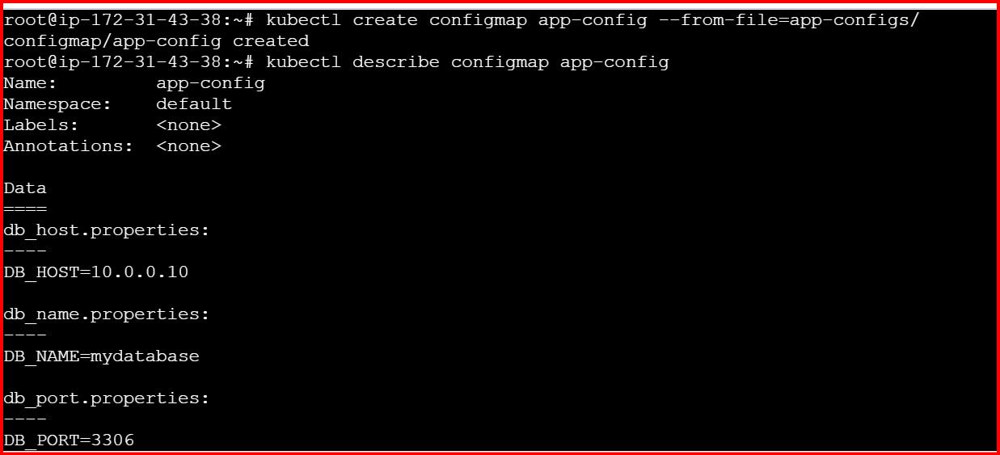 root@ip-172-31-43-38:~# kubectl create configmap app-config --from-file=app-configs/
configmap/app-config created
root@ip-172-31-43-38:~# kubectl describe configmap app-config
Name:         app-config
Namespace:    default
Labels:       <none>
Annotations:  <none>

Data
====
db_host.properties:
----
DB_HOST=10.0.0.10

db_name.properties:
----
DB_NAME=mydatabase

db_port.properties:
----
DB_PORT=3306